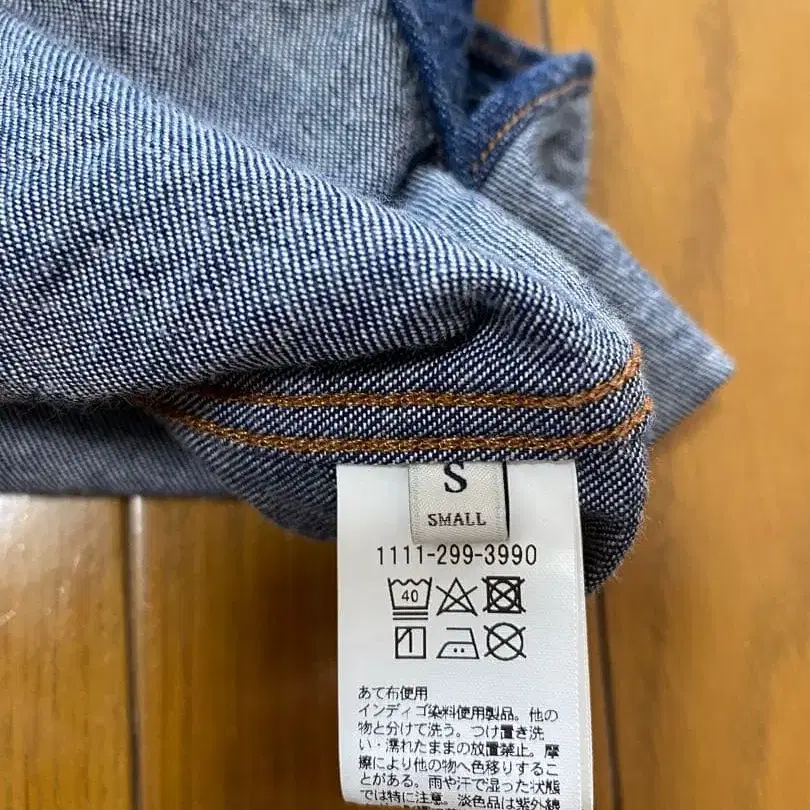 S
SMALL
1111-299-3990
40
あて布使用
インディゴ染料使用製品。他の
物と分けて洗う。つけ置き洗
い・濡れたままの放置禁止。摩
擦により他の物へ色移りするこ
とがある。雨や汗で湿った状態
では特に注意。淡色品は紫外線